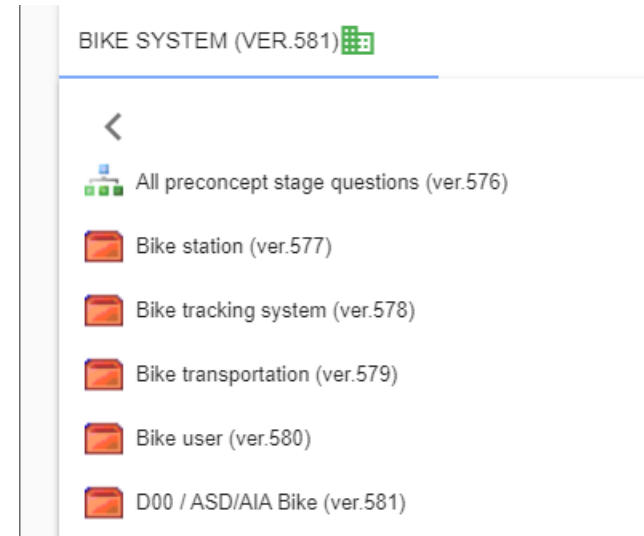 BIKE SYSTEM (VER.581)
All preconcept stage questions (ver.576)
Bike station (ver.577)
Bike tracking system (ver.578)
Bike transportation (ver.579)
Bike user (ver.580)
D00 / ASD/AIA Bike (ver.581)